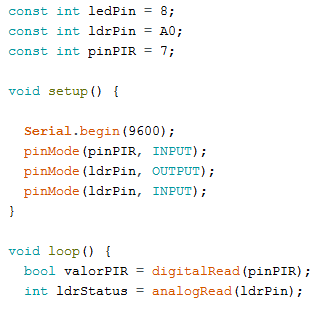 const int ledPin = 8;
const int ldrPin = A0;
const int pinPIR = 7;
void setup() {
Serial.begin(9600);
pinMode(pinPIR, INPUT);
pinMode(ldrPin, OUTPUT);
pinMode(ldrPin, INPUT);
}
void loop() {
bool valorPIR = digitalRead(pinPIR);
int ldrStatus = analogRead(ldrPin);